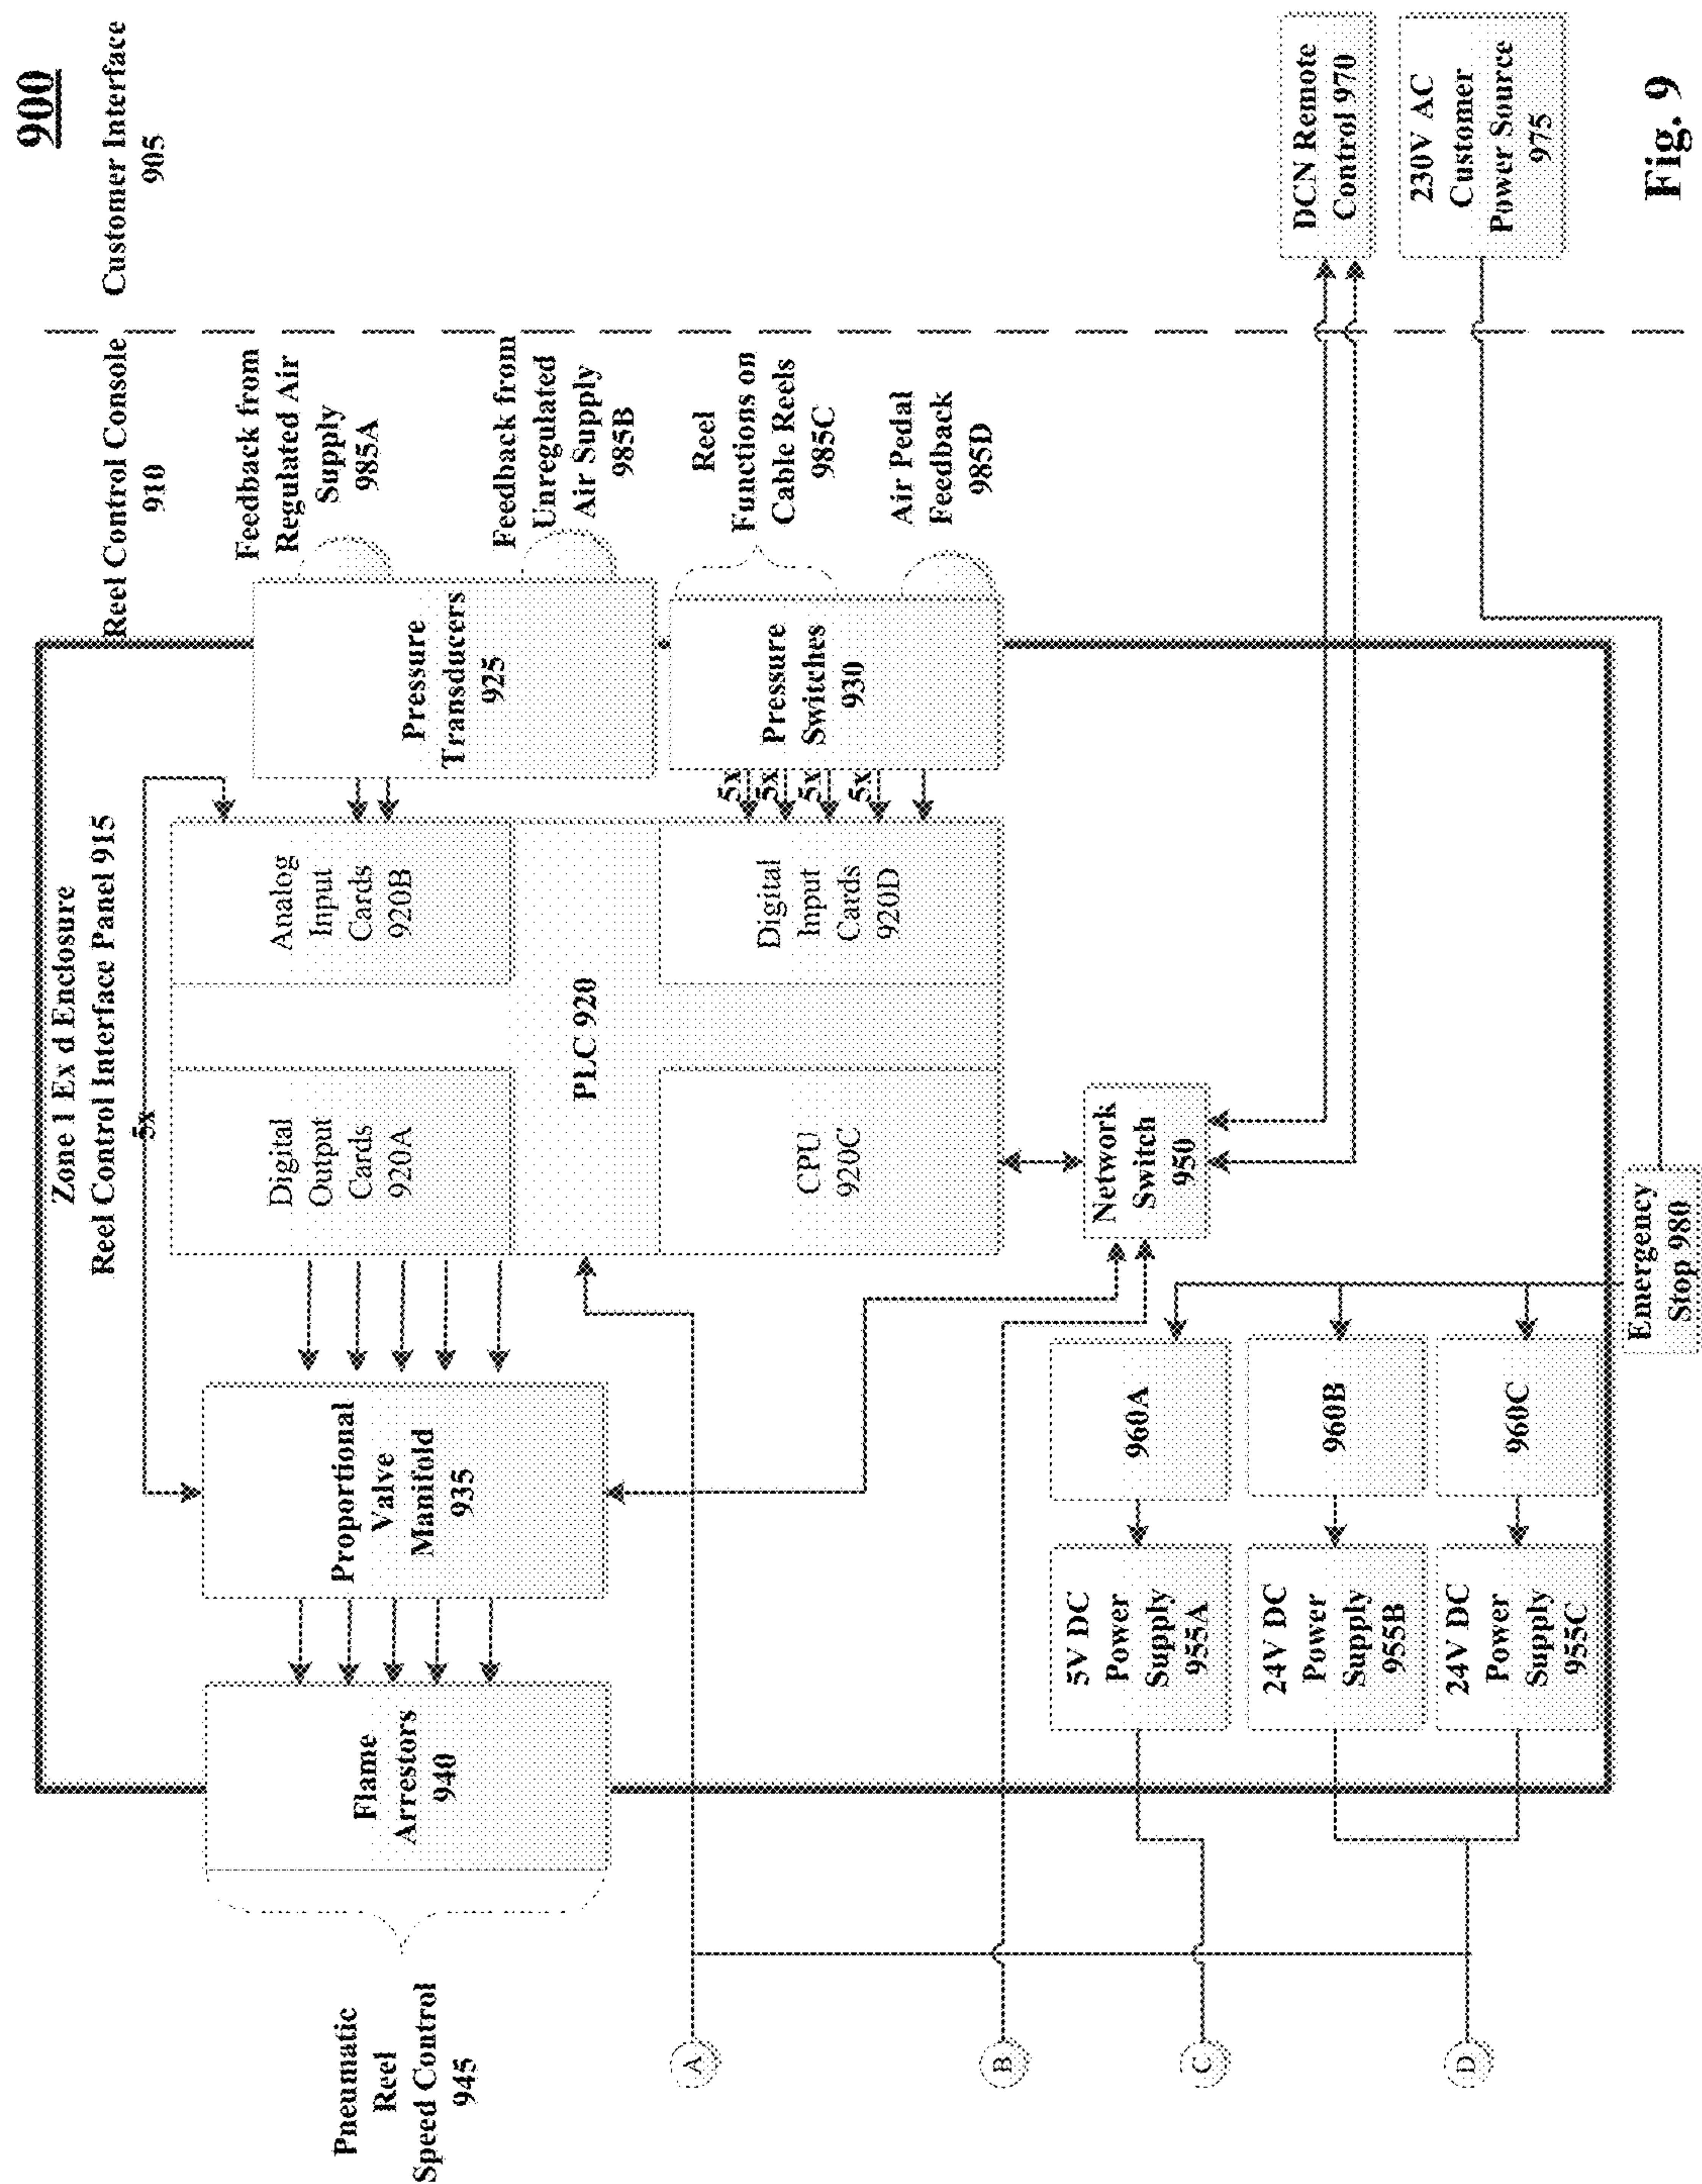 900
Customer Interface
905
Reel Control Console
910
Zone 1 Ex d Enclosure
Reel Control Interface Panel 915
5x
Feedback from
Regulated Air
Supply
985A
Feedback from
Unregulated
Air Supply
985B
Reel
Functions on
Cable Reels
985C
Air Pedal
Feedback
985D
Pressure
Transducers
925
Pressure
Switches
930
5x
5x
5x
5x
Analog
Input
Cards
920B
Digital
Input
Cards
920D
PLC 920
Digital
Output
Cards
920A
CPU
920C
Proportional
Valve
Manifold
935
Flame
Arrestors
940
Pneumatic
Reel
Speed Control
945
Network
Switch
950
DCN Remote
Control 970
230V AC
Customer
Power Source
975
Emergency
Stop 980
960A
960B
960C
5V DC
Power
Supply
955A
24V DC
Power
Supply
955B
24V DC
Power
Supply
955C
A
B
C
D
Fig. 9